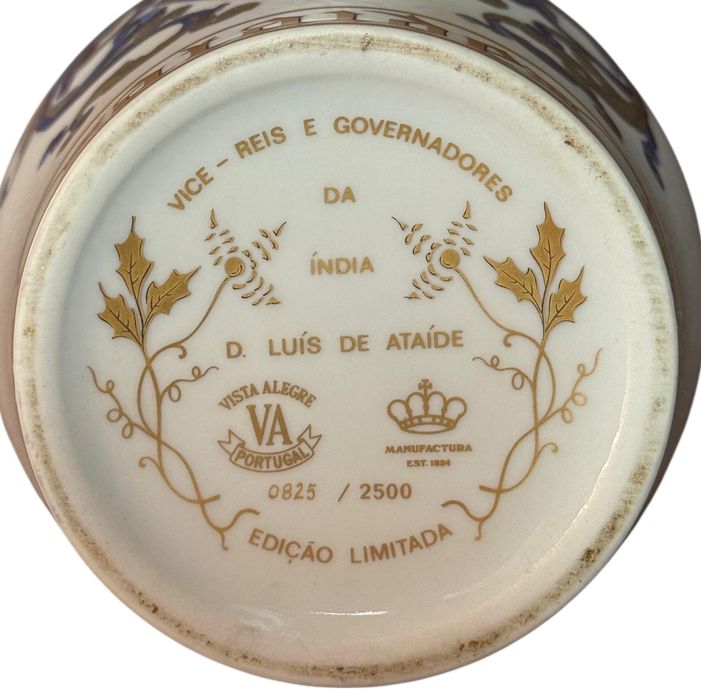 VICE - REIS E GOVERNADORES
DA
ÍNDIA
D. LUÍS DE ATAÍDE
VISTA ALEGRE
VA
PORTUGAL
MANUFACTURA
EST. 1824
0825 / 2500
EDIÇÃO LIMITADA